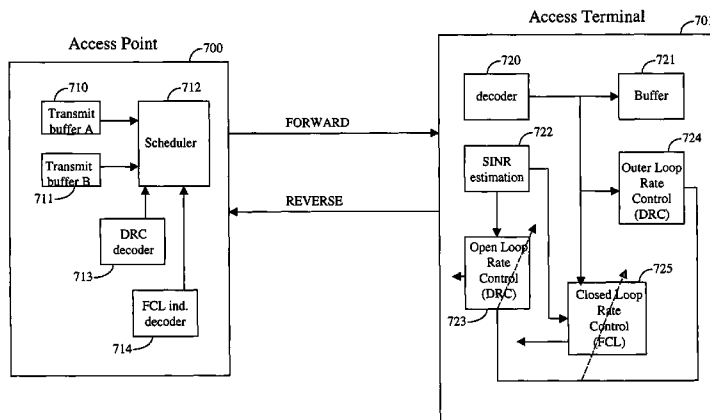 Access Point
700
710
Transmit
buffer A
712
Scheduler
Transmit
buffer B
711
DRC
decoder
713
FCL ind.
decoder
714
FORWARD
REVERSE
Access Terminal
701
720
decoder
721
Buffer
722
SINR
estimation
724
Outer Loop
Rate
Control
(DRC)
Open Loop
Rate
Control
(DRC)
723
725
Closed Loop
Rate
Control
(FCL)